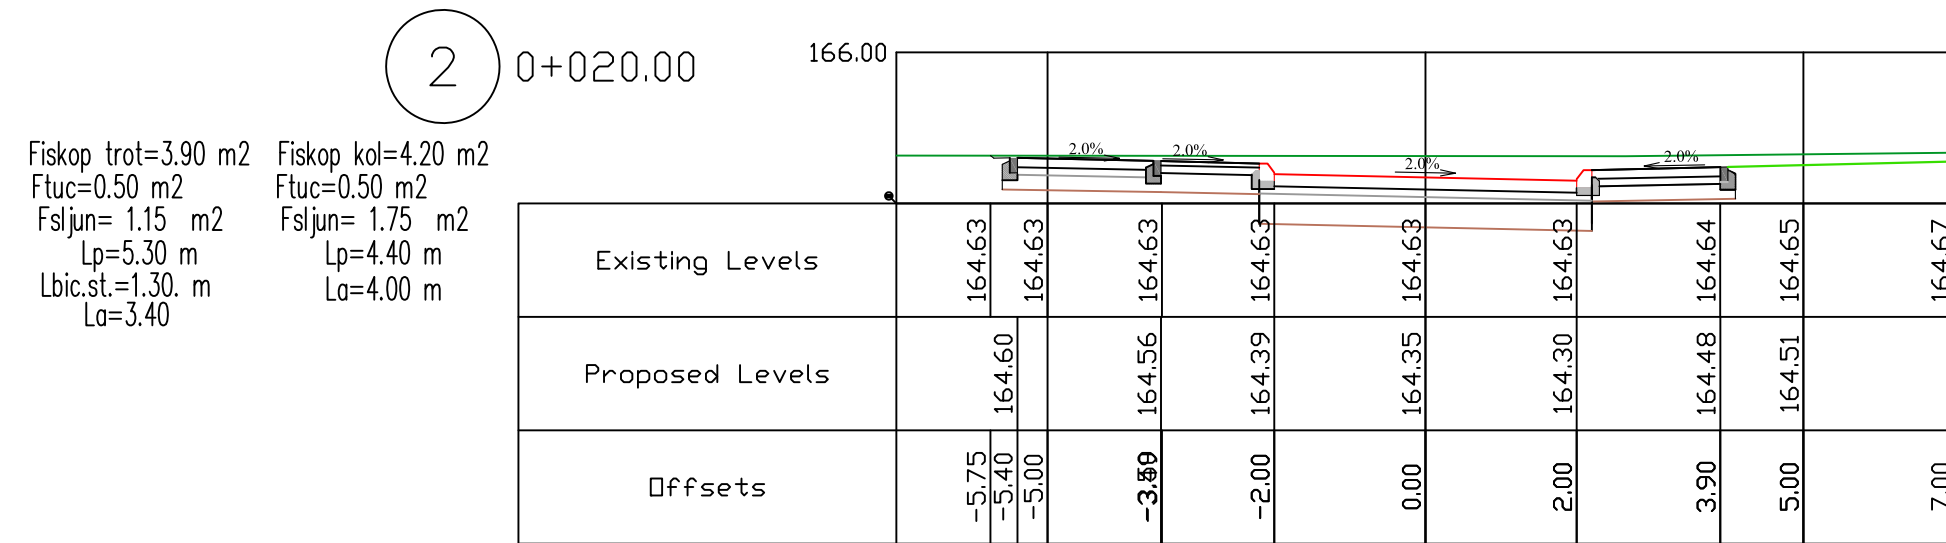 2 0+020.00
166.00
Fiskop trot=3.90 m2 Fiskop kol=4.20 m2
Ftuc=0.50 m2 Ftuc=0.50 m2
Fsljun= 1.15 m2 Fsljun= 1.75 m2
Lp=5.30 m Lp=4.40 m
Lbic.st.=1.30. m La=4.00 m
La=3.40
2.0% 2.0% 2.0% 2.0%
Existing Levels 164.63 164.63 164.63 164.63 164.63 164.63 164.64 164.65 164.67
Proposed Levels 164.60 164.56 164.39 164.35 164.30 164.48 164.51
Offsets -5.75 -5.40 -5.00 -2.00 0.00 2.00 3.90 5.00 7.00